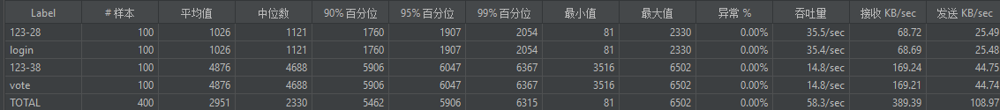 Label # 样本 平均值 中位数 90% 百分位 95% 百分位 99% 百分位 最小值 最大值 异常 % 吞吐量 接收 KB/sec 发送 KB/sec
123-28 100 1026 1121 1760 1907 2054 81 2330 0.00% 35.5/sec 68.72 25.49
login 100 1026 1121 1760 1907 2054 81 2330 0.00% 35.4/sec 68.69 25.48
123-38 100 4876 4688 5906 6047 6367 3516 6502 0.00% 14.8/sec 169.24 44.75
vote 100 4876 4688 5906 6047 6367 3516 6502 0.00% 14.8/sec 169.21 44.74
TOTAL 400 2951 2330 5462 5906 6315 81 6502 0.00% 58.3/sec 389.39 108.97